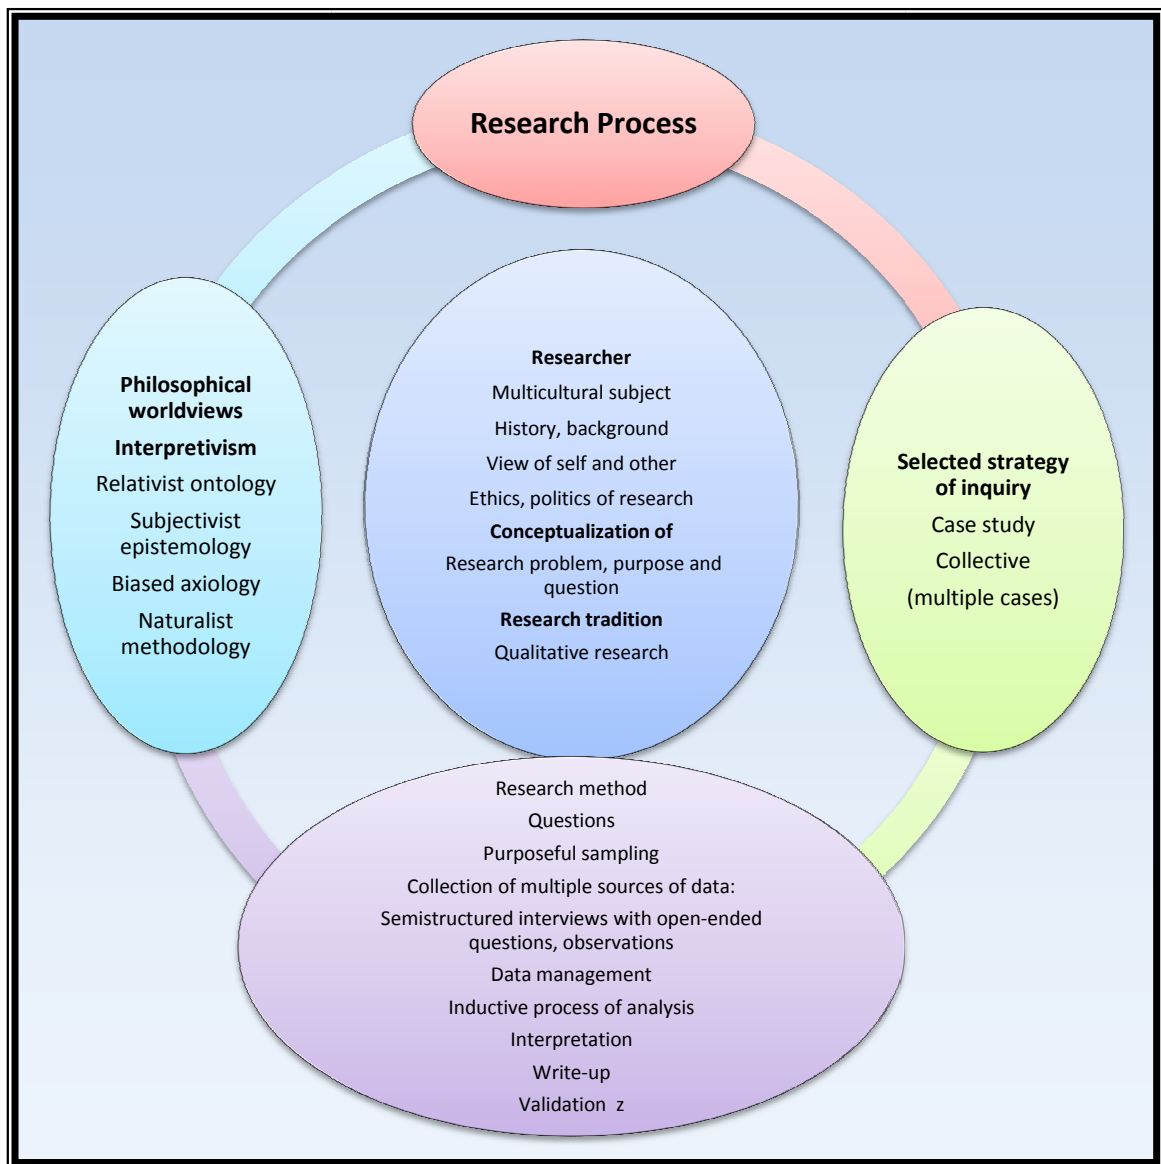 Research Process
Philosophical
worldviews
Interpretivism
Relativist ontology
Subjectivist
epistemology
Biased axiology
Naturalist
methodology
Researcher
Multicultural subject
History, background
View of self and other
Ethics, politics of research
Conceptualization of
Research problem, purpose and
question
Research tradition
Qualitative research
Selected strategy
of inquiry
Case study
Collective
(multiple cases)
Research method
Questions
Purposeful sampling
Collection of multiple sources of data:
Semistructured interviews with open-ended
questions, observations
Data management
Inductive process of analysis
Interpretation
Write-up
Validation z